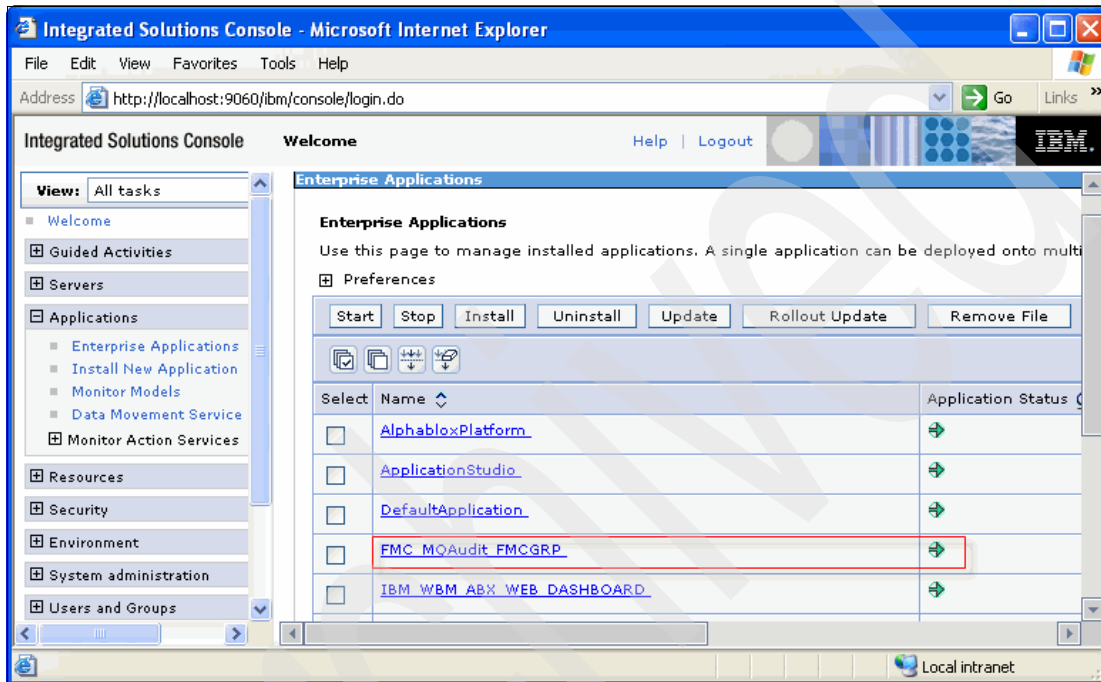 Integrated Solutions Console - Microsoft Internet Explorer
File Edit View Favorites Tools Help
Address http://localhost:9060/ibm/console/login.do Go Links »
Integrated Solutions Console Welcome Help | Logout IBM.
View: All tasks
Welcome
Guided Activities
Servers
Applications
Enterprise Applications
Install New Application
Monitor Models
Data Movement Service
Monitor Action Services
Resources
Security
Environment
System administration
Users and Groups
Enterprise Applications
Enterprise Applications
Use this page to manage installed applications. A single application can be deployed onto multi
Preferences
Start Stop Install Uninstall Update Rollout Update Remove File
Select Name Application Status
AlphabloxPlatform
ApplicationStudio
DefaultApplication
FMC_MQAudit_FMCGRP
IBM_WBM_ABX_WEB_DASHBOARD
Local intranet